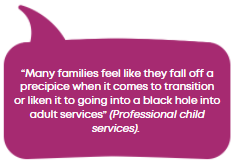 “Many families feel like they fall off a
precipice when it comes to transition
or liken it to going into a black hole into
adult services” (Professional child
services).